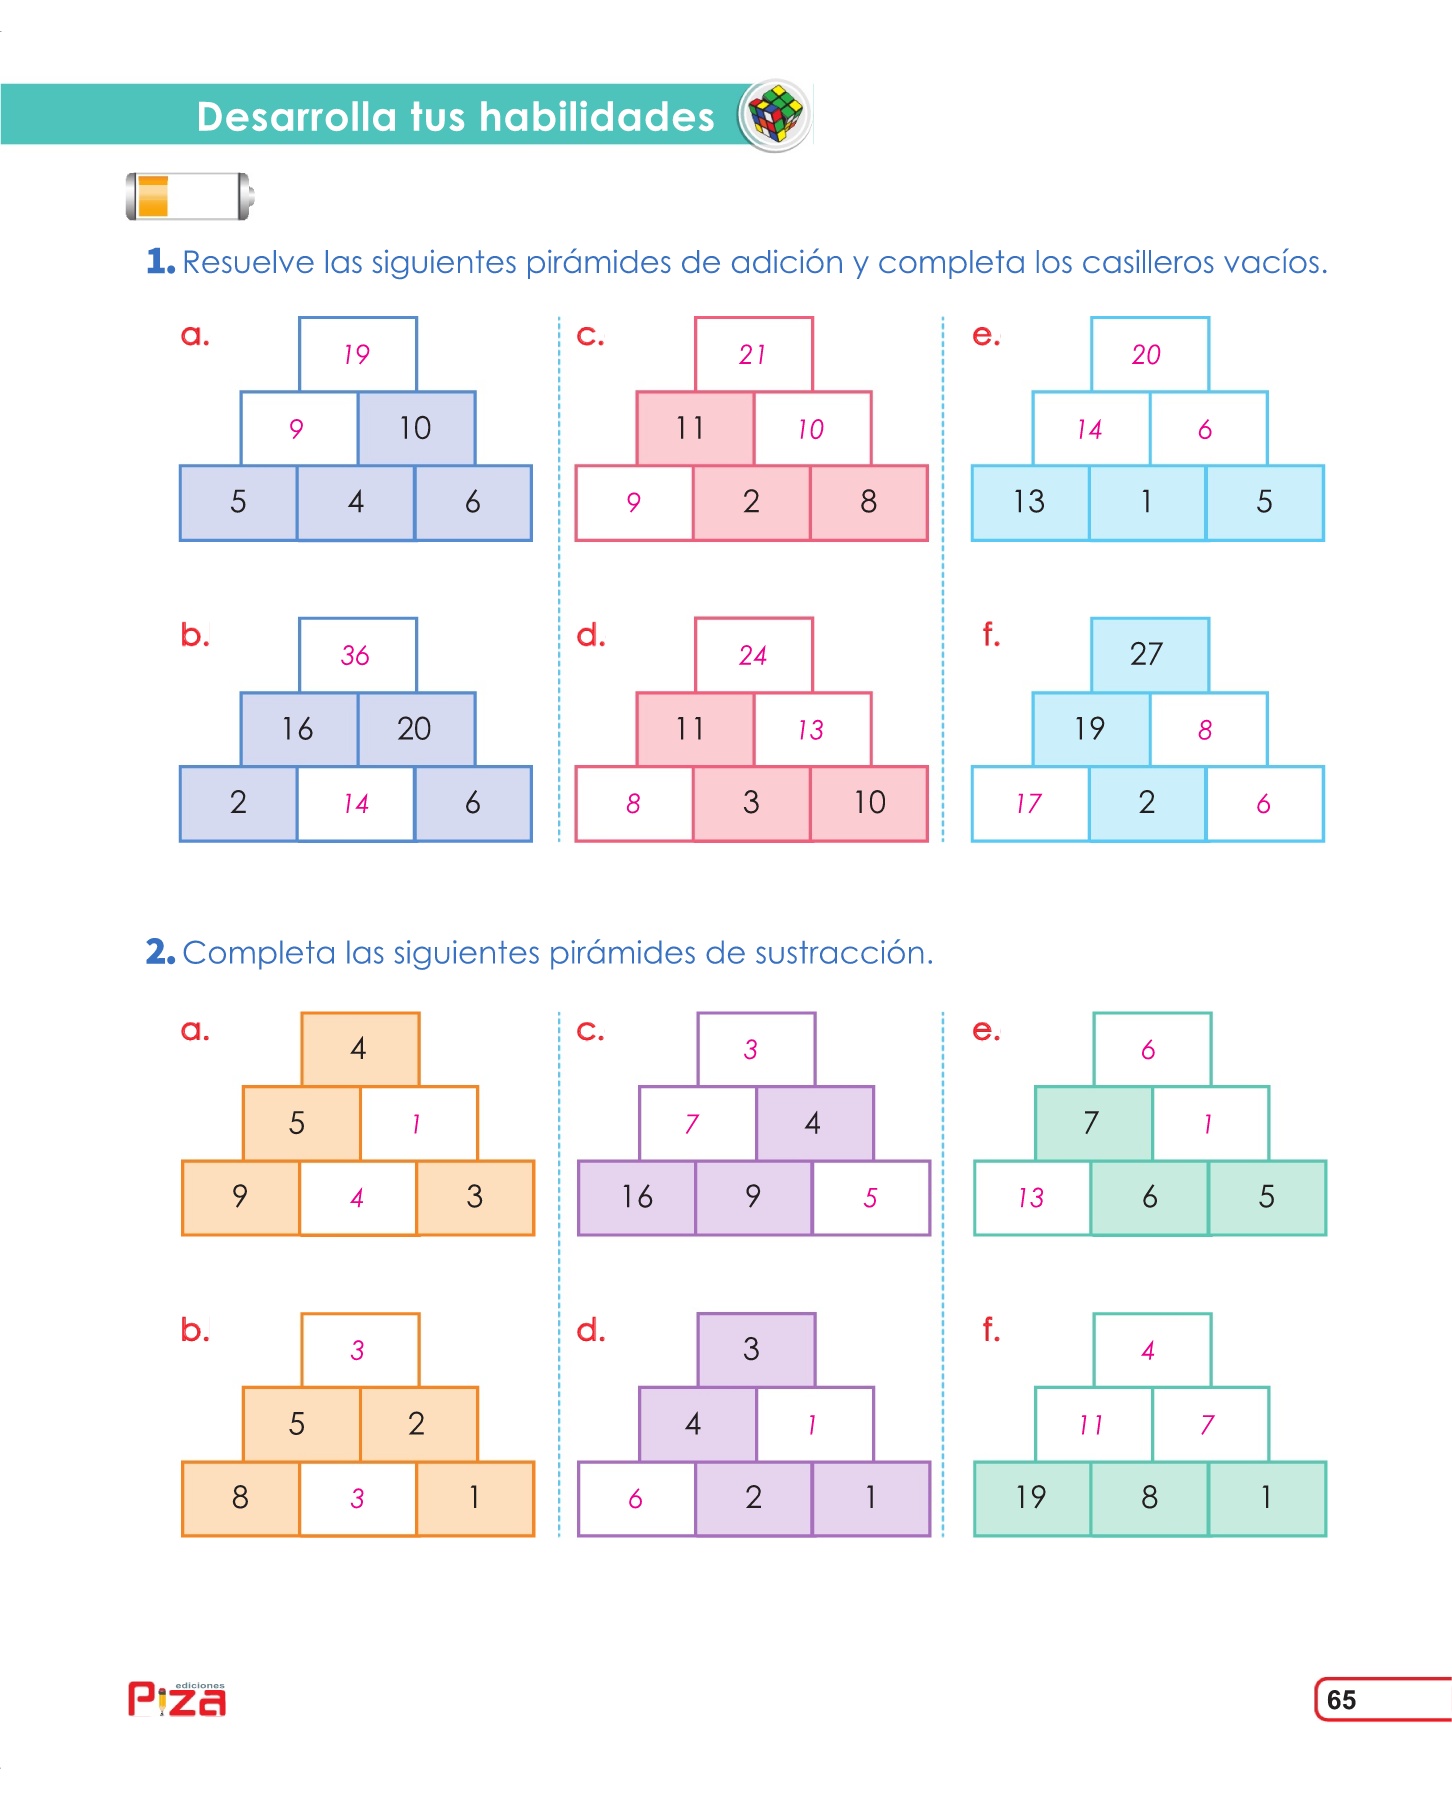 Desarrolla tus habilidades
1. Resuelve las siguientes pirámides de adición y completa los casilleros vacíos.
a.
19
9 10
5 4 6
c.
21
11 10
9 2 8
e.
20
14 6
13 1 5
b.
36
16 20
2 14 6
d.
24
11 13
8 3 10
f.
27
19 8
17 2 6
2. Completa las siguientes pirámides de sustracción.
a.
4
5 1
9 4 3
c.
3
7 4
16 9 5
e.
6
7 1
13 6 5
b.
3
5 2
8 3 1
d.
3
4 1
6 2 1
f.
4
11 7
19 8 1
ediciones
Piza
65